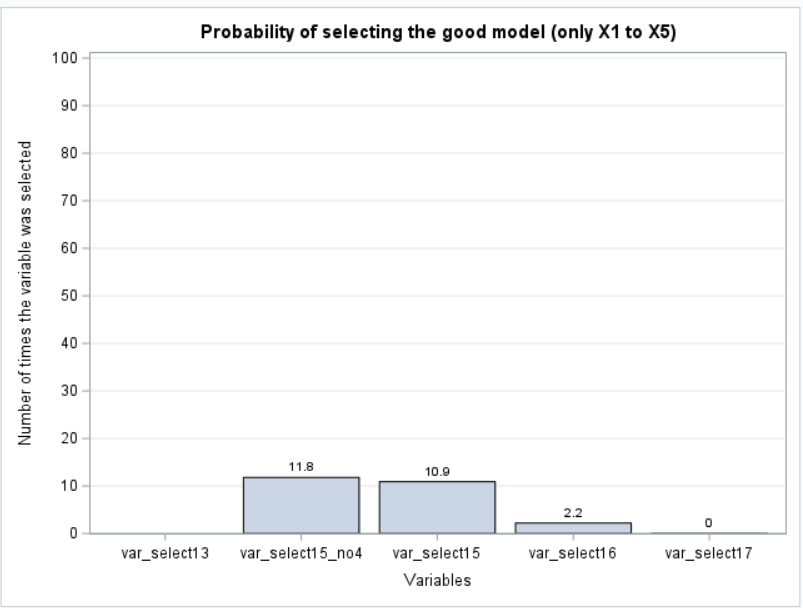 Probability of selecting the good model (only X1 to X5)
Number of times the variable was selected
100
90
80
70
60
50
40
30
20
10
0
11.8
10.9
2.2
0
var_select13
var_select15_no4
var_select15
var_select16
var_select17
Variables